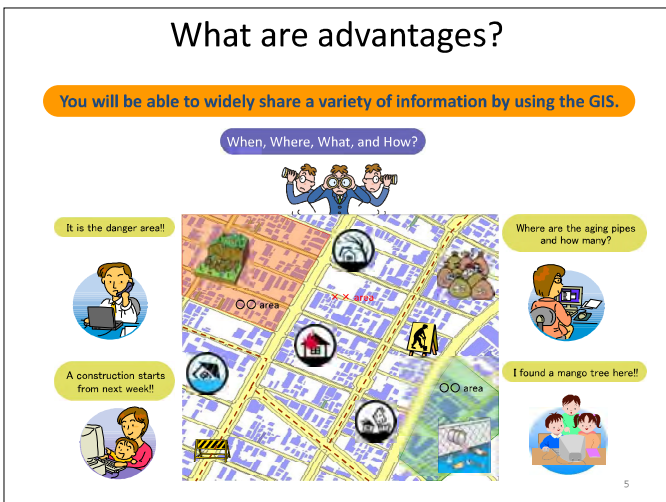 What are advantages?
You will be able to widely share a variety of information by using the GIS.
When, Where, What, and How?
It is the danger area!!
Where are the aging pipes
and how many?
○○ area
×× area
A construction starts
from next week!!
○○ area
I found a mango tree here!!
5